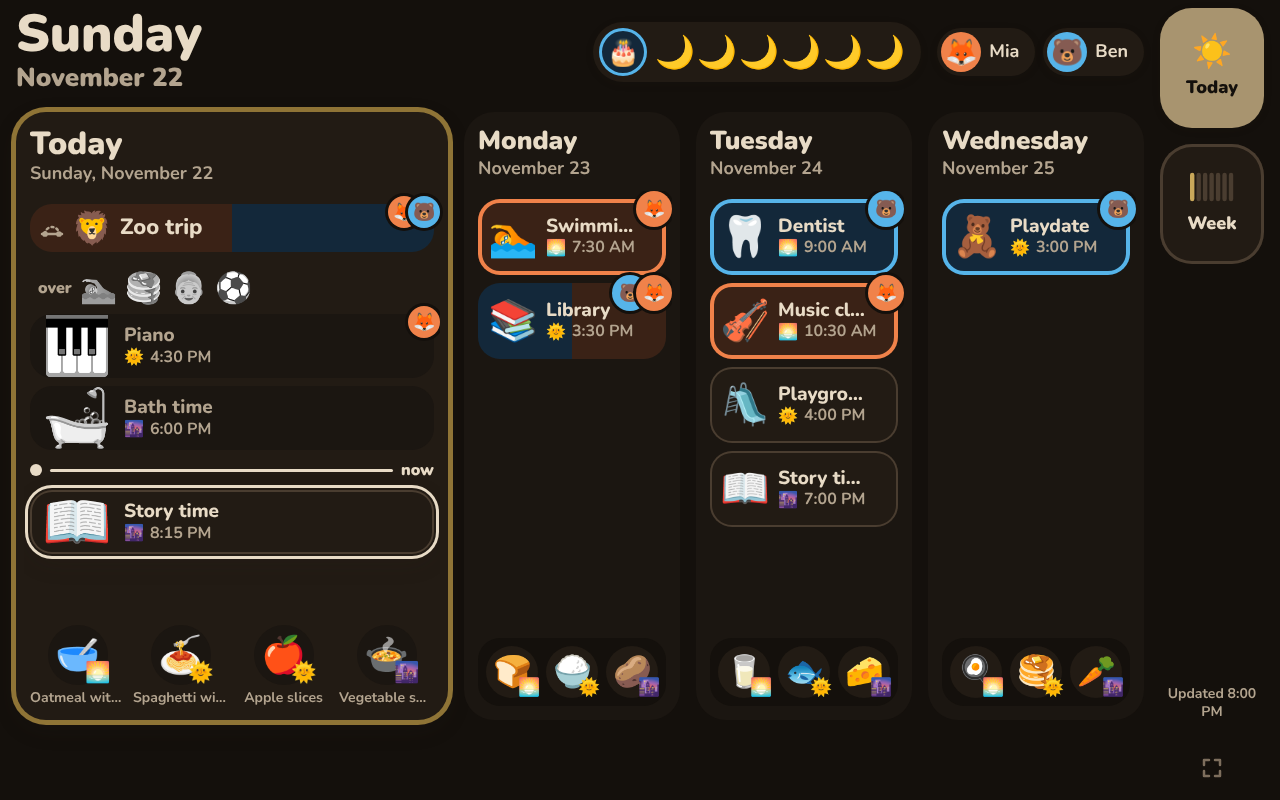 Sunday
November 22
Mia
Ben
Today
Week
Today
Sunday, November 22
Zoo trip
over
Piano
4:30 PM
Bath time
6:00 PM
now
Story time
8:15 PM
Oatmeal wit...
Spaghetti wi...
Apple slices
Vegetable s...
Monday
November 23
Swimmi...
7:30 AM
Library
3:30 PM
Tuesday
November 24
Dentist
9:00 AM
Music cl...
10:30 AM
Playgro...
4:00 PM
Story ti...
7:00 PM
Wednesday
November 25
Playdate
3:00 PM
Updated 8:00
PM